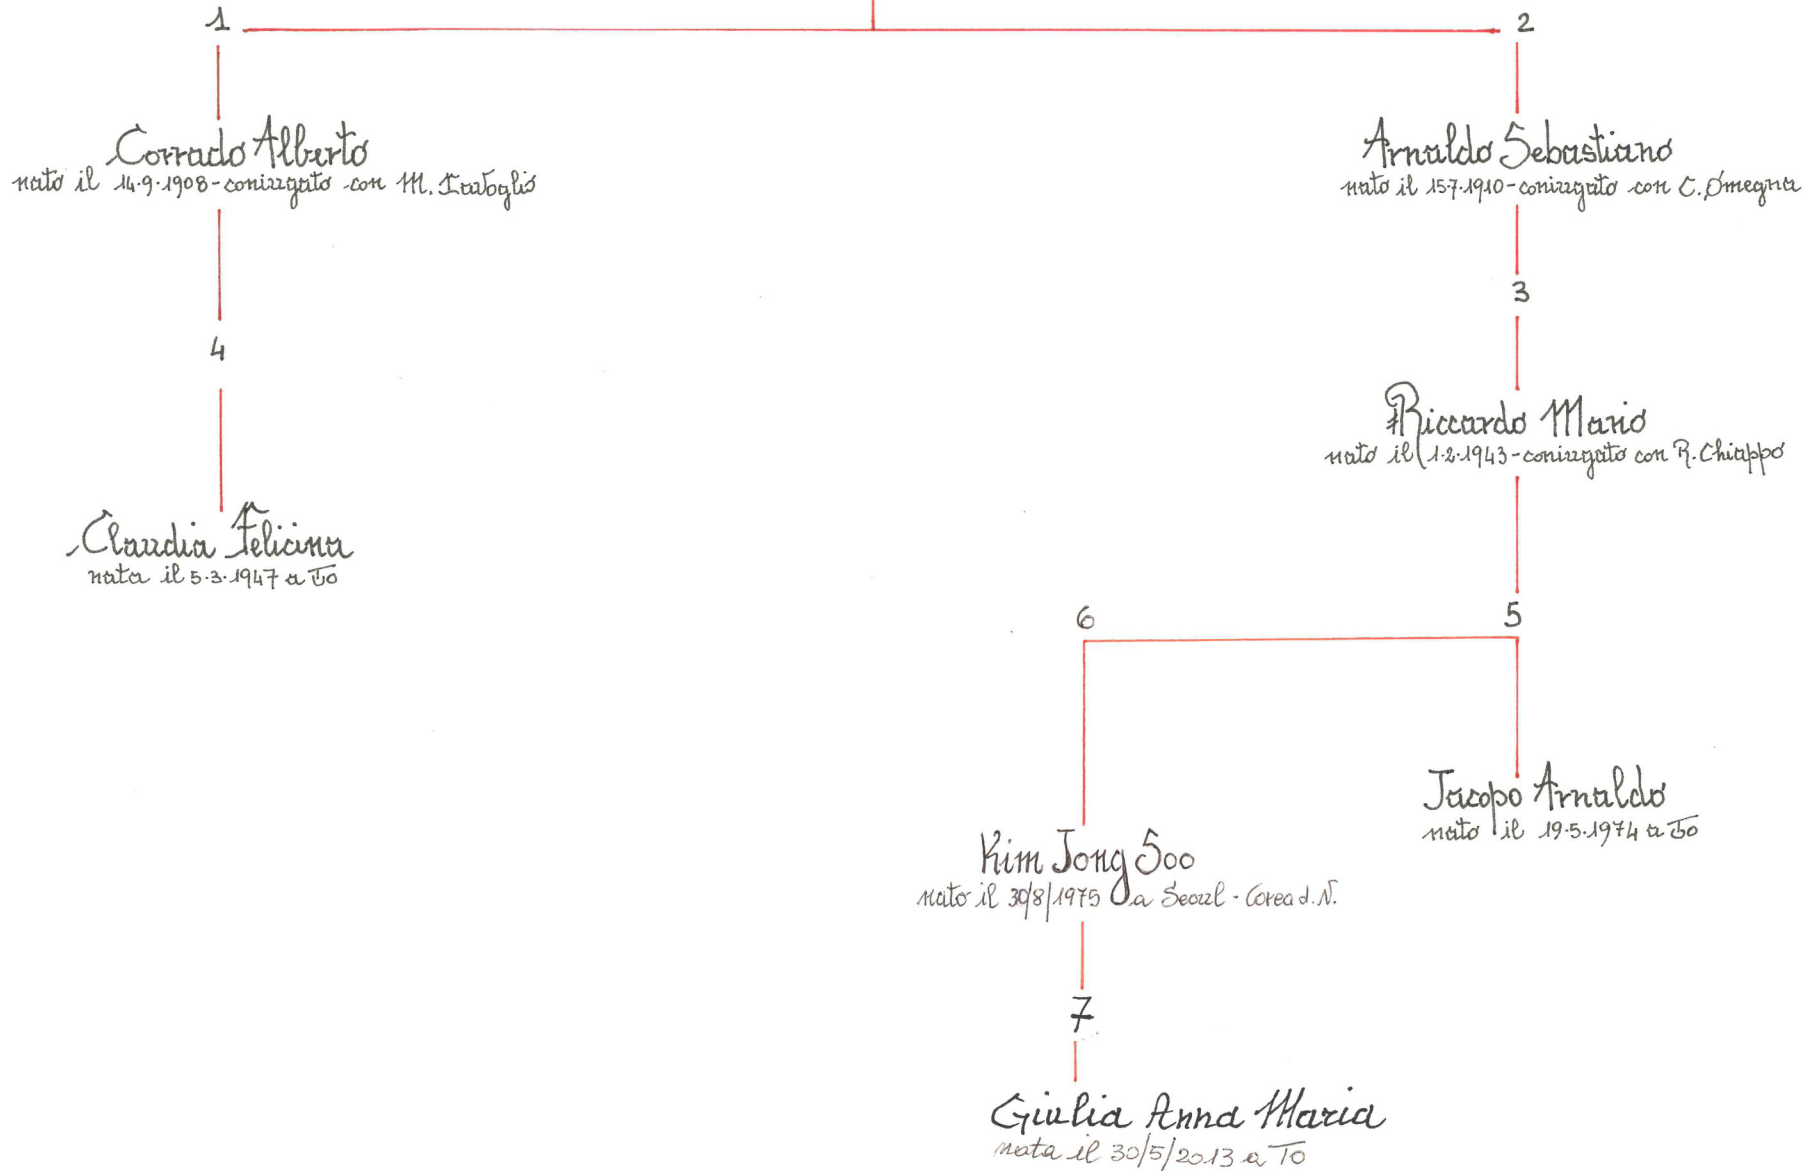 1
2
Corrado Alberto
nato il 14·9·1908-coniugato con M.
Arnaldo Sebastiano
nato il 15·7·1910-coniugato con C. Omegna
3
4
Riccardo Mario
nato il 1·2·1943-coniugato con R. Chiappo
Claudia Felicina
nata il 5·3·1947 a To
6
5
Jacopo Arnaldo
nato il 19·5·1974 a To
Kim Jong Soo
nato il 30/8/1975 a Seoul - Corea d. N.
7
Giulia Anna Maria
nata il 30/5/2013 a To